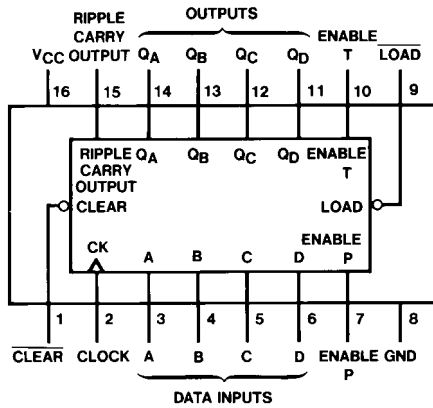 OUTPUTS
RIPPLE
CARRY
OUTPUT
VCC QA QB QC QD ENABLE T LOAD
16 15 14 13 12 11 10 9
RIPPLE CARRY OUTPUT QA QB QC QD ENABLE T
CLEAR LOAD
CK A B C D ENABLE P
1 2 3 4 5 6 7 8
CLEAR CLOCK A B C D ENABLE P GND
DATA INPUTS